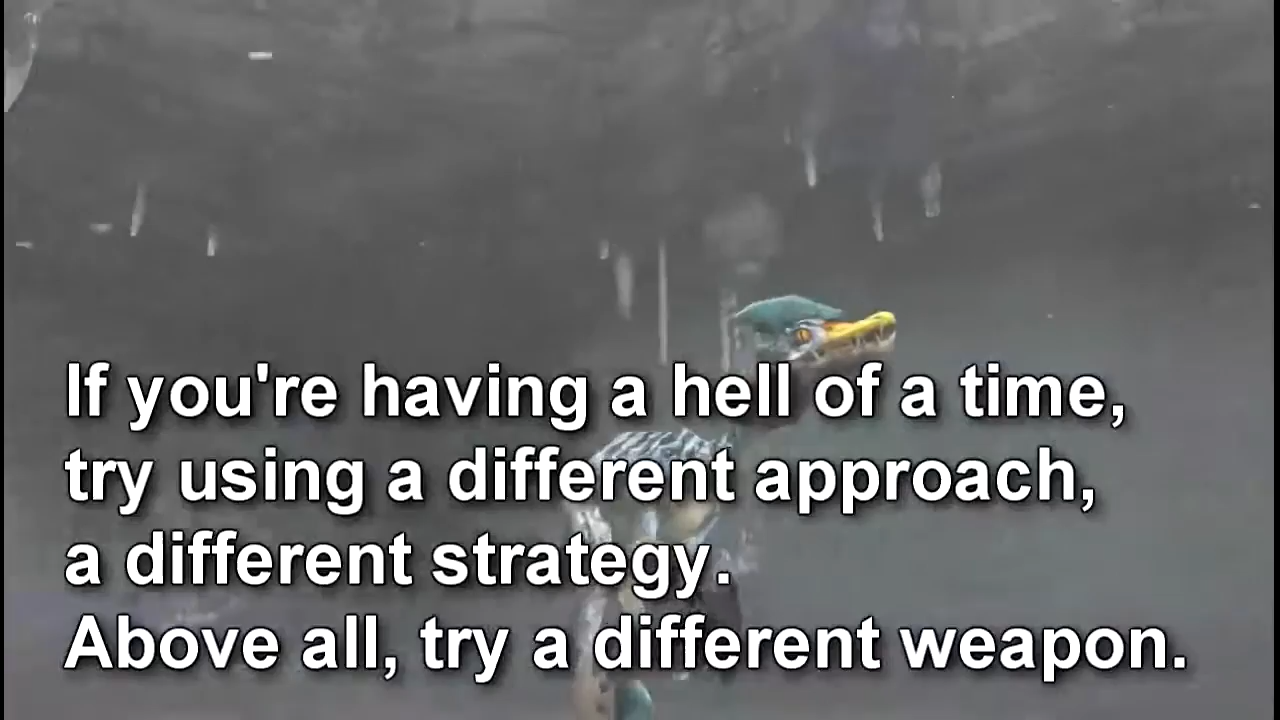 If you're having a hell of a time,
try using a different approach,
a different strategy.
Above all, try a different weapon.